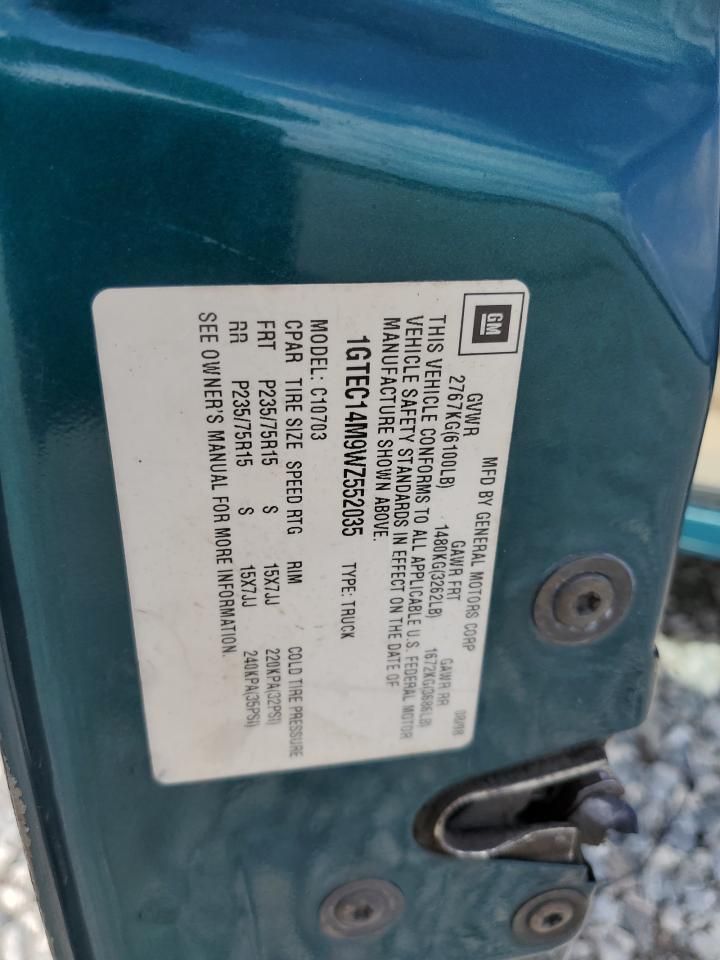 GM
MFD BY GENERAL MOTORS CORP 08/98
GVWR GAWR FRT GAWR RR
2767KG(6100LB) 1480KG(3262LB) 1672KG(3686LB)
THIS VEHICLE CONFORMS TO ALL APPLICABLE U.S. FEDERAL MOTOR
VEHICLE SAFETY STANDARDS IN EFFECT ON THE DATE OF
MANUFACTURE SHOWN ABOVE.
1GTEC14M9WZ552035 TYPE: TRUCK
MODEL: C10703
CPAR TIRE SIZE SPEED RTG RIM COLD TIRE PRESSURE
FRT P235/75R15 S 15X7JJ 220KPA(32PSI)
RR P235/75R15 S 15X7JJ 240KPA(35PSI)
SEE OWNER'S MANUAL FOR MORE INFORMATION.